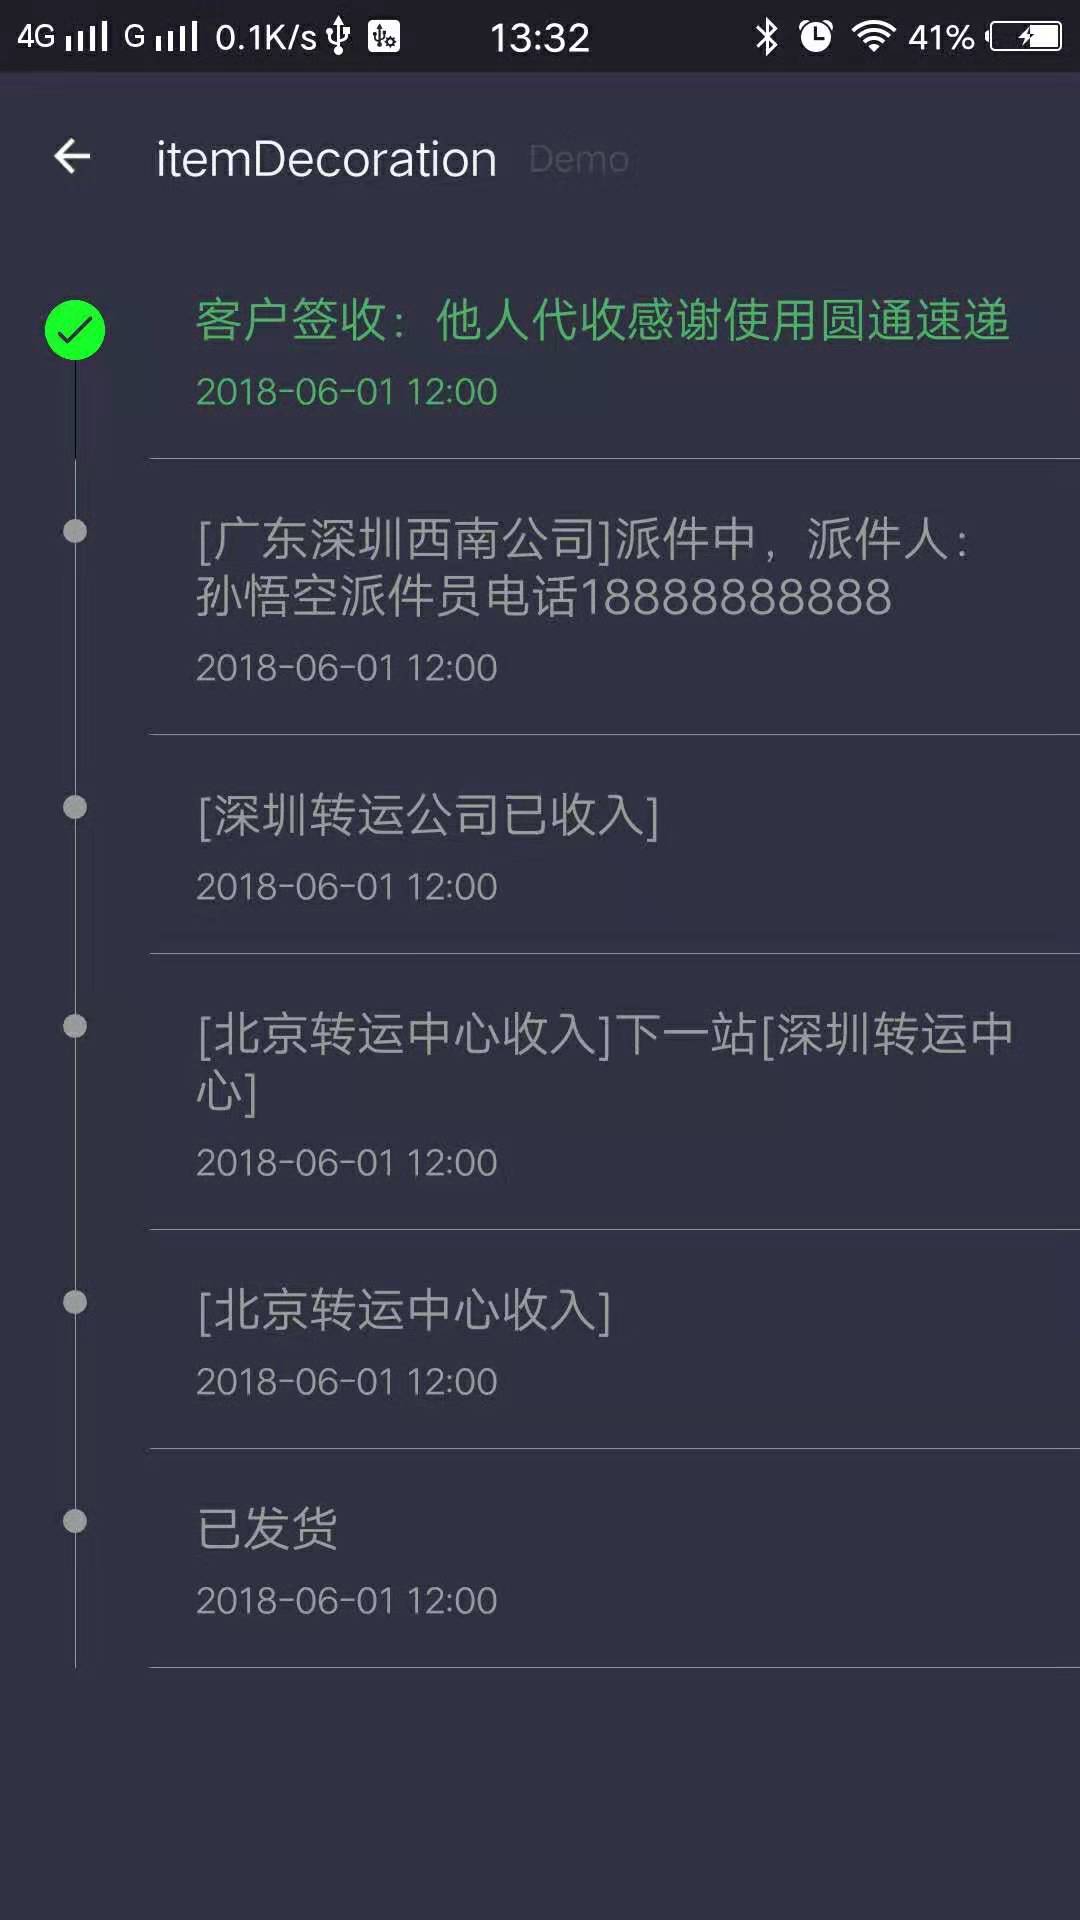 4G G 0.1K/s 13:32 41%
itemDecoration Demo
客户签收：他人代收感谢使用圆通速递
2018-06-01 12:00
[广东深圳西南公司]派件中，派件人：
孙悟空派件员电话18888888888
2018-06-01 12:00
[深圳转运公司已收入]
2018-06-01 12:00
[北京转运中心收入]下一站[深圳转运中
心]
2018-06-01 12:00
[北京转运中心收入]
2018-06-01 12:00
已发货
2018-06-01 12:00